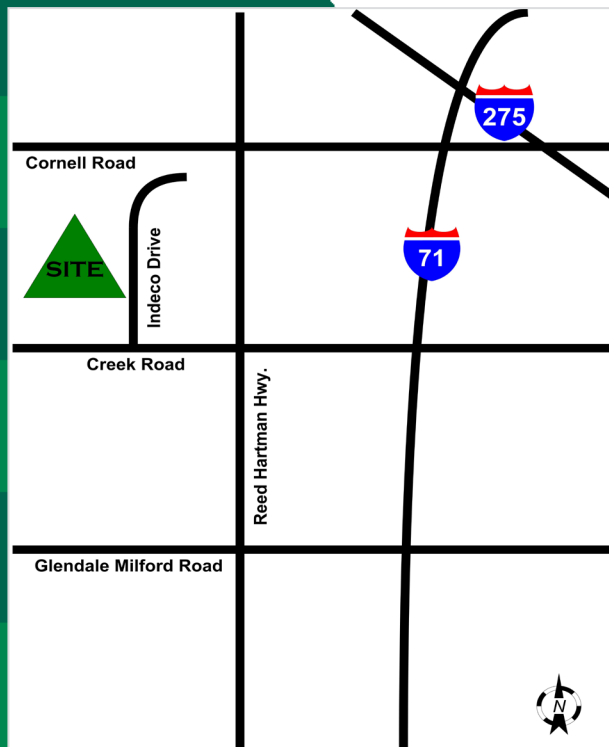 275
Cornell Road
Indeco Drive
71
SITE
Creek Road
Reed Hartman Hwy.
Glendale Milford Road
N